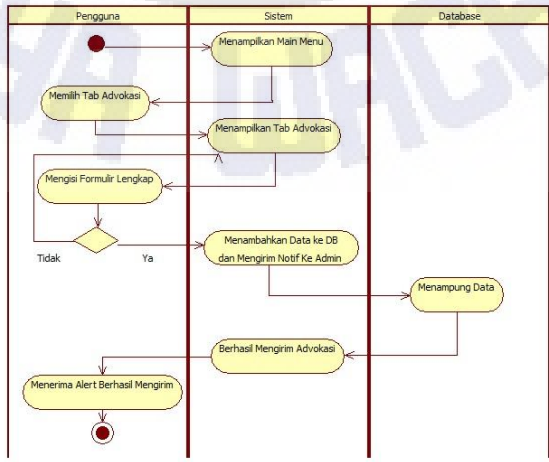 Pengguna
Sistem
Database
Menampilkan Main Menu
Memilih Tab Advokasi
Menampilkan Tab Advokasi
Mengisi Formulir Lengkap
Tidak
Ya
Menambahkan Data ke DB
dan Mengirim Notif Ke Admin
Menampung Data
Berhasil Mengirim Advokasi
Menerima Alert Berhasil Mengirim